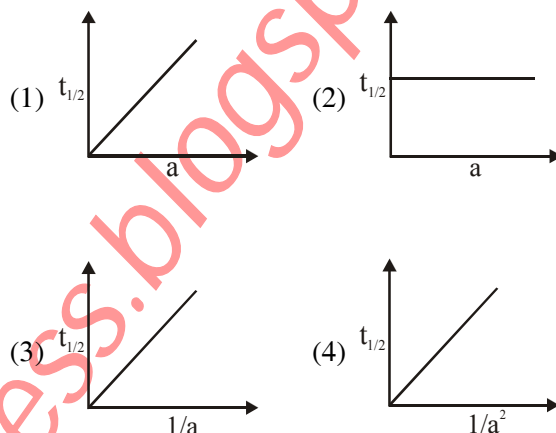 (1) t1/2 a
(2) t1/2 a
(3) t1/2 1/a
(4) t1/2 1/a²
ess.blogsp